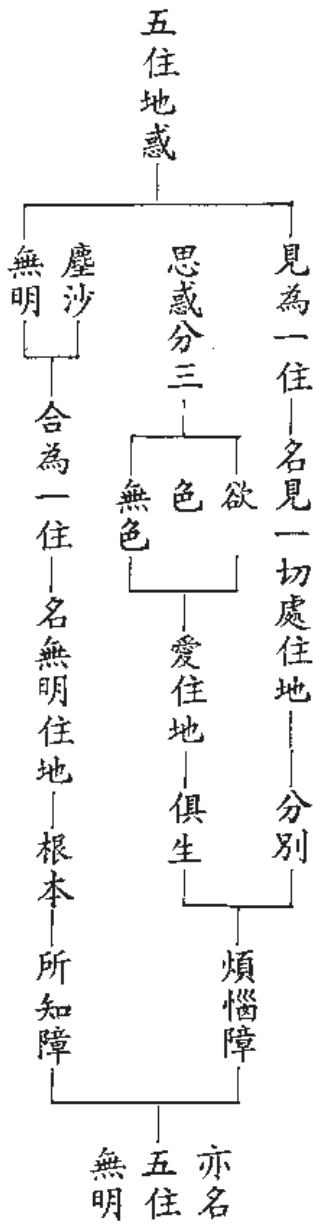 五住地惑
見為一住
名見一切處住地
分別
思惑分三
欲
色
無色
愛住地
俱生
煩惱障
塵沙
無明
合為一住
名無明住地
根本
所知障
亦名
五住
無明